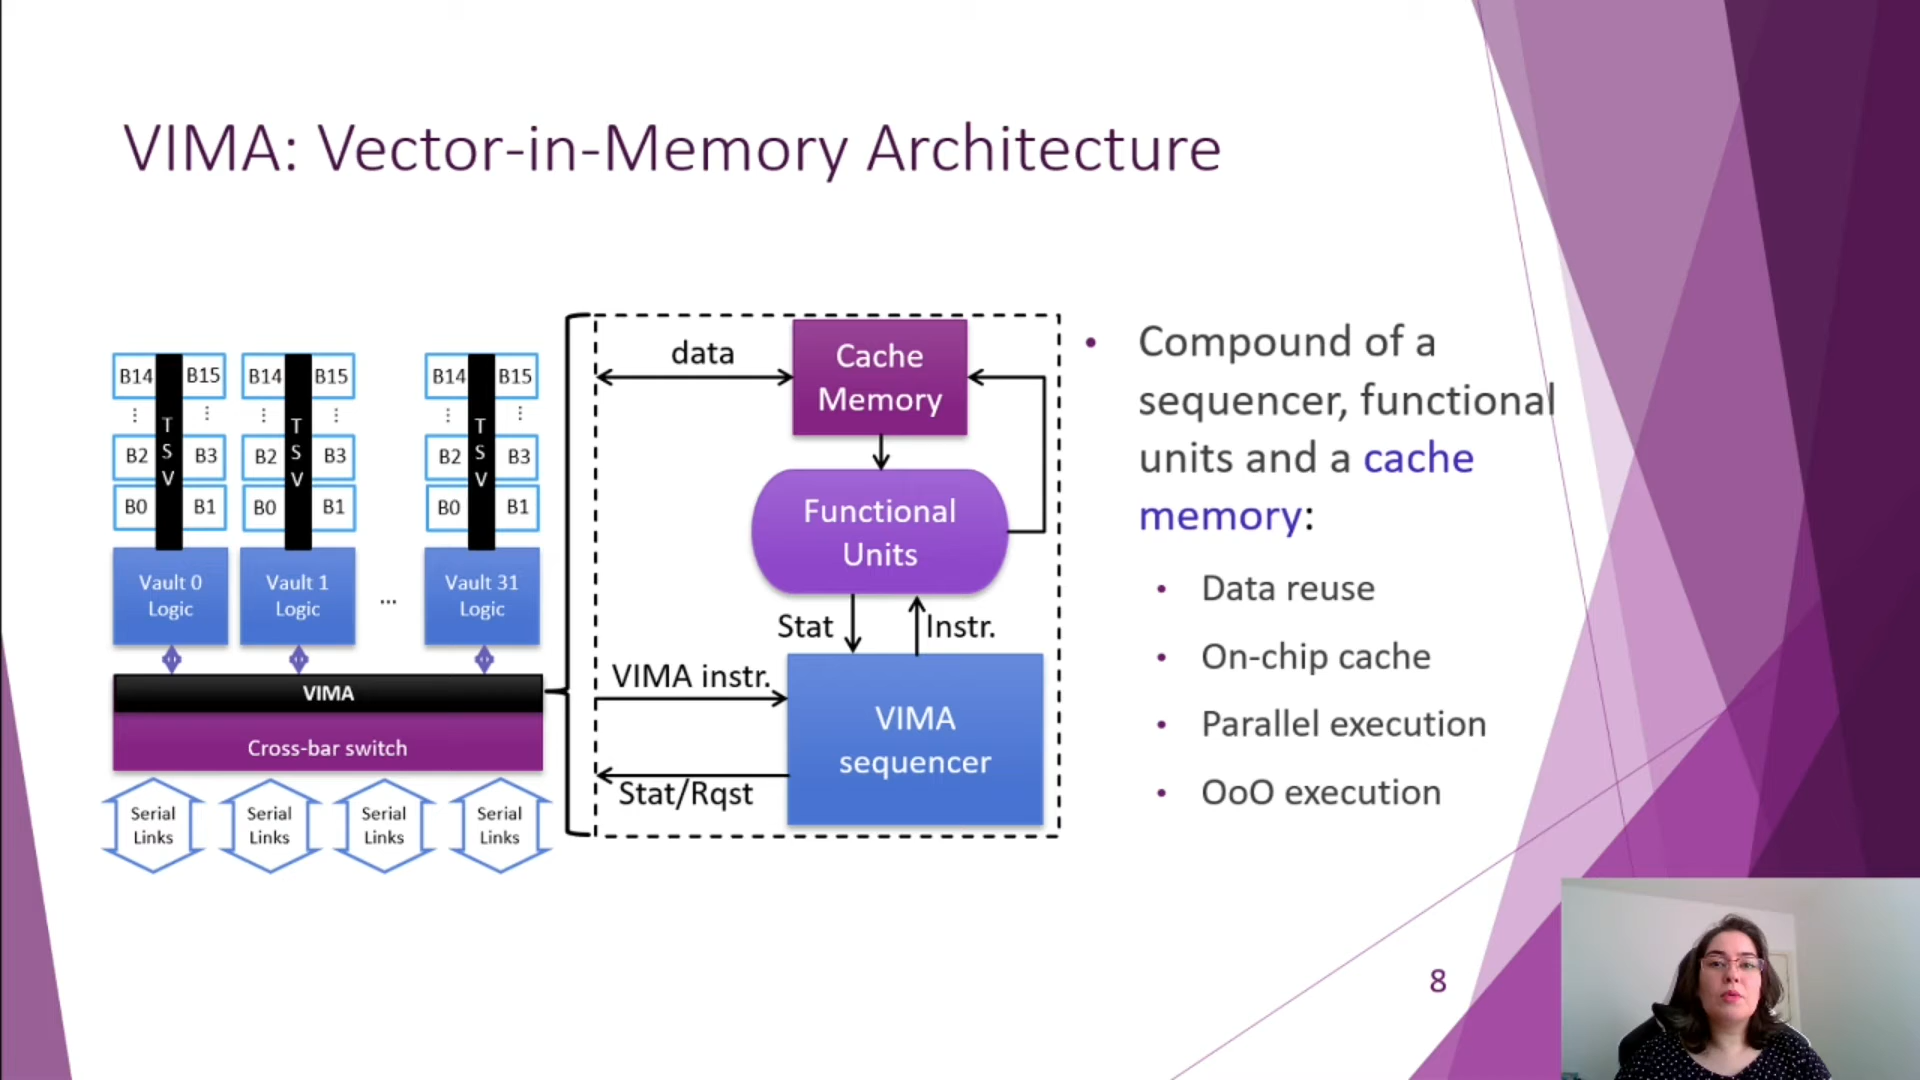 VIMA: Vector-in-Memory Architecture
B14 B15 B14 B15 B14 B15
B2 B3 B2 B3 B2 B3
B0 B1 B0 B1 B0 B1
TSV TSV TSV
Vault 0 Logic
Vault 1 Logic
...
Vault 31 Logic
VIMA
Cross-bar switch
Serial Links
Serial Links
Serial Links
Serial Links
data
Cache
Memory
Functional
Units
Stat
Instr.
VIMA instr.
VIMA
sequencer
Stat/Rqst
• Compound of a
sequencer, functional
units and a cache
memory:
• Data reuse
• On-chip cache
• Parallel execution
• OoO execution
8